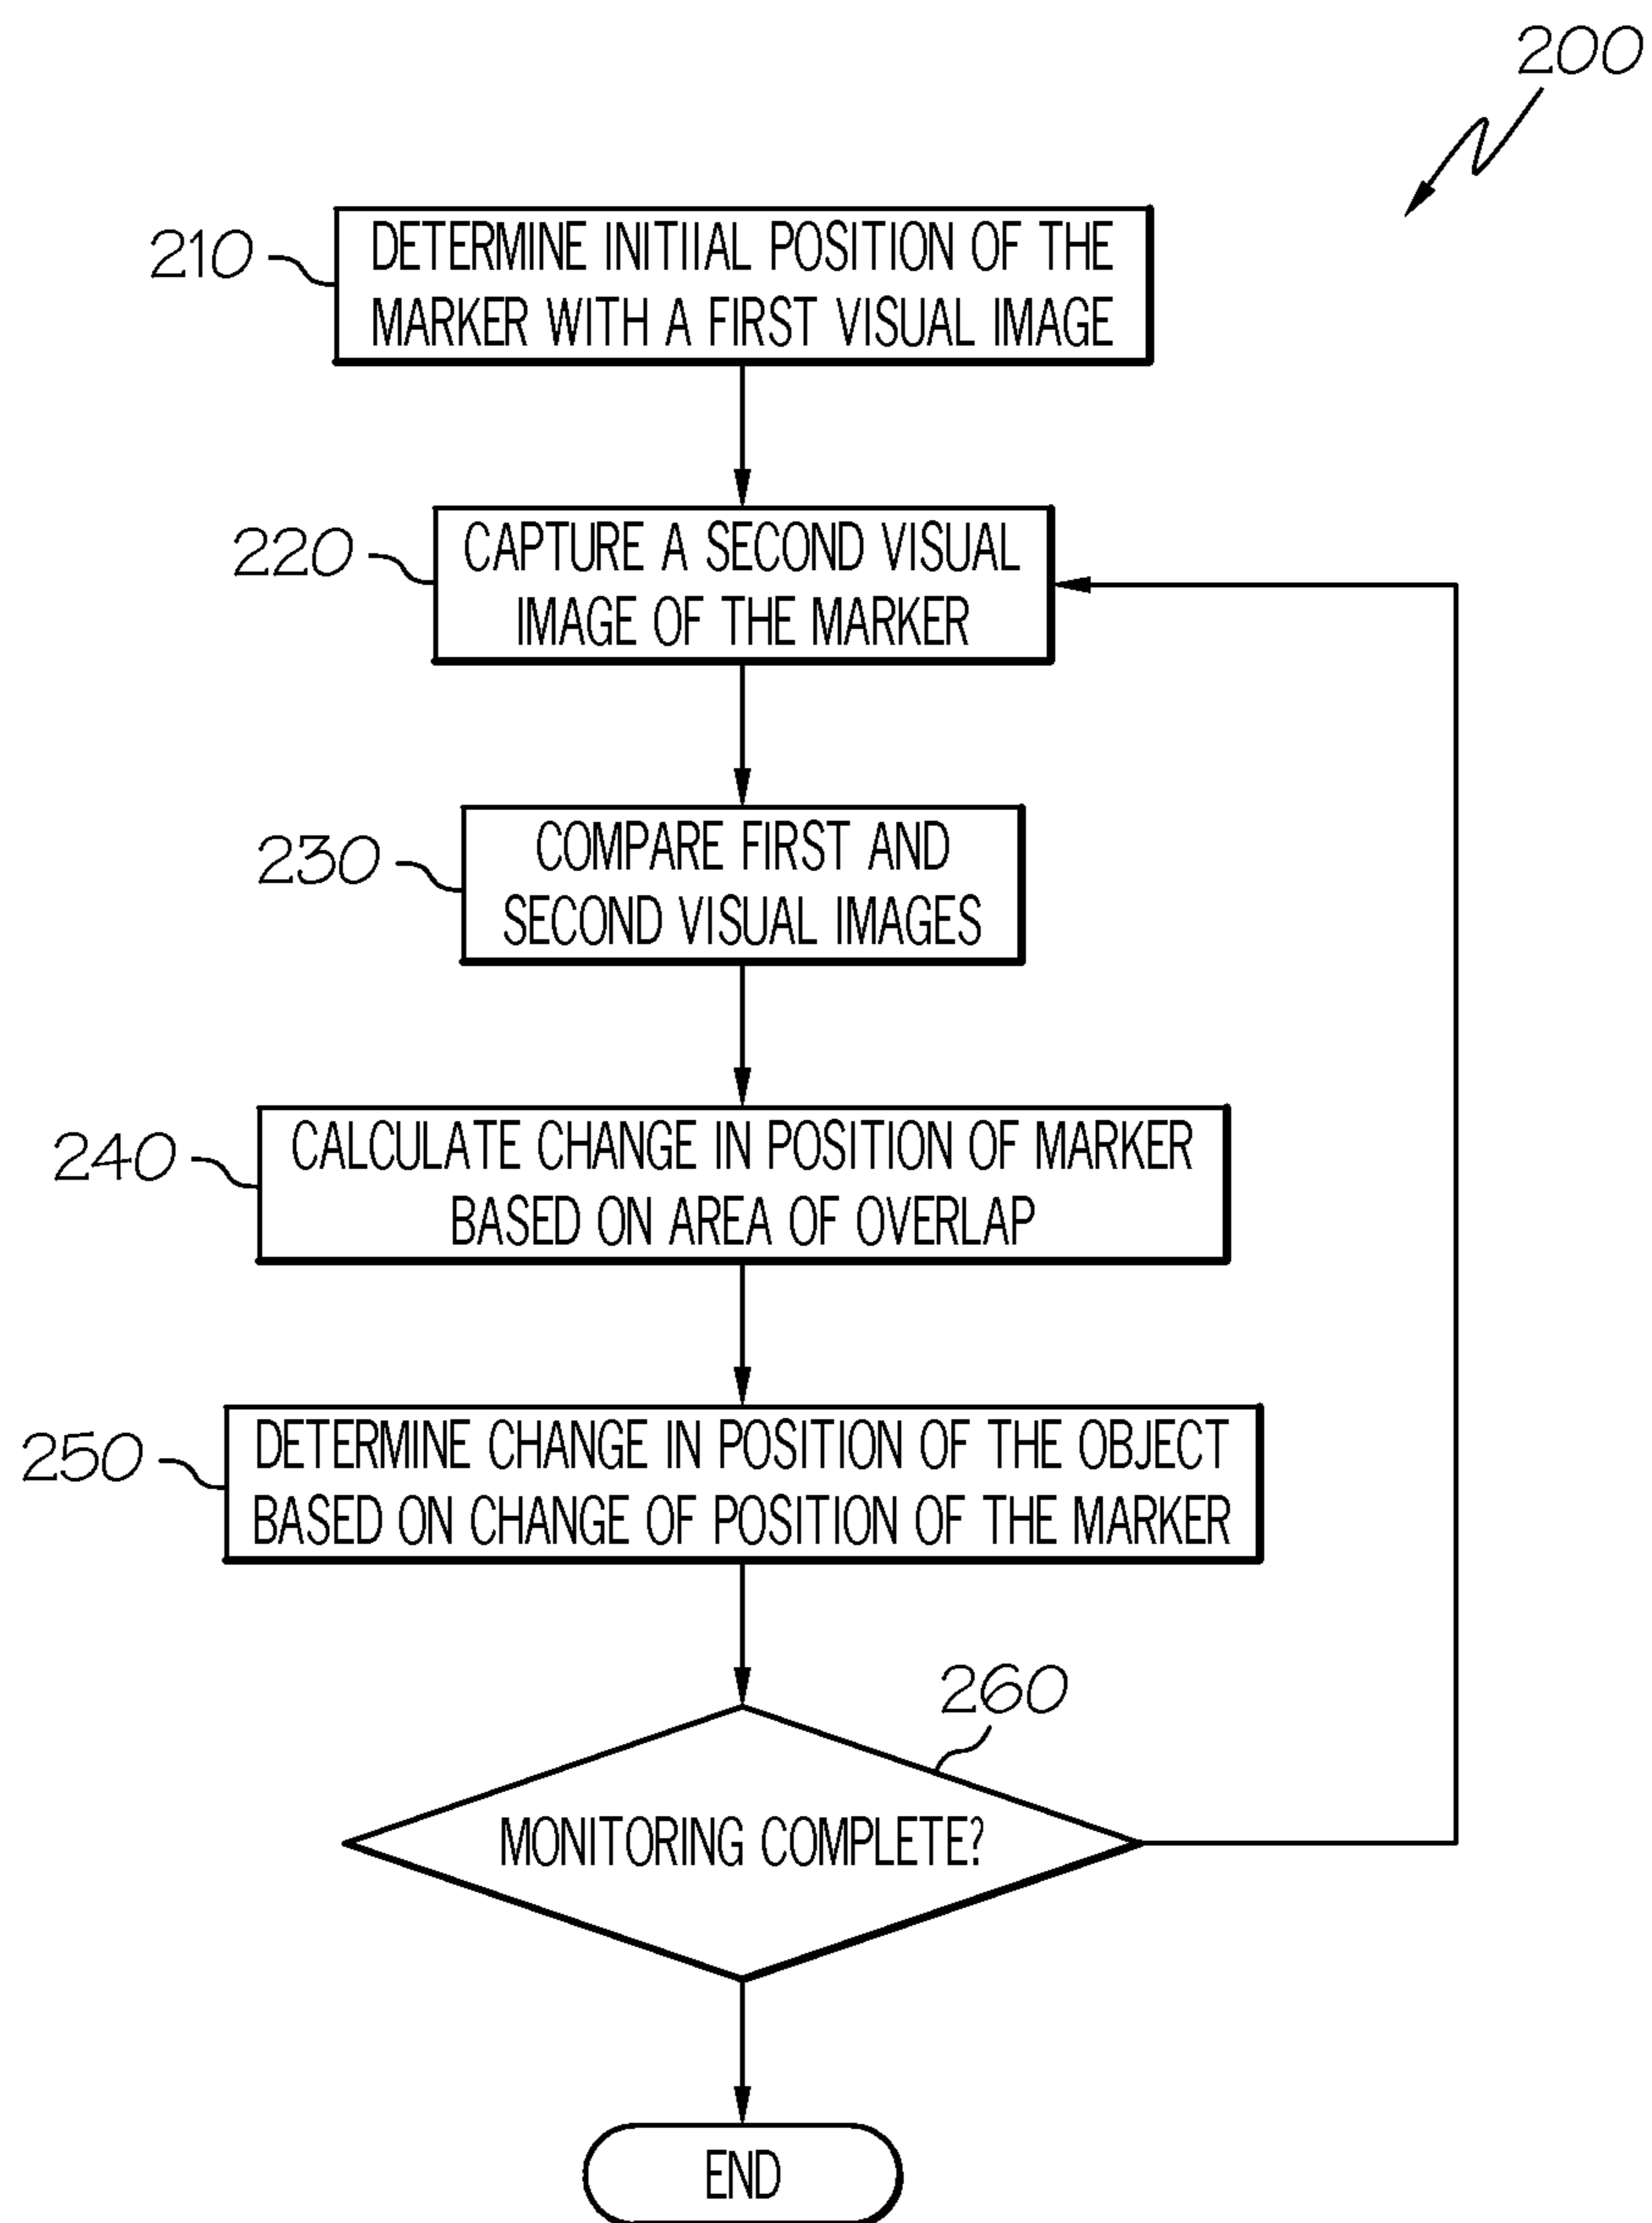 200
210
DETERMINE INITIIAL POSITION OF THE
MARKER WITH A FIRST VISUAL IMAGE
220
CAPTURE A SECOND VISUAL
IMAGE OF THE MARKER
230
COMPARE FIRST AND
SECOND VISUAL IMAGES
240
CALCULATE CHANGE IN POSITION OF MARKER
BASED ON AREA OF OVERLAP
250
DETERMINE CHANGE IN POSITION OF THE OBJECT
BASED ON CHANGE OF POSITION OF THE MARKER
260
MONITORING COMPLETE?
END